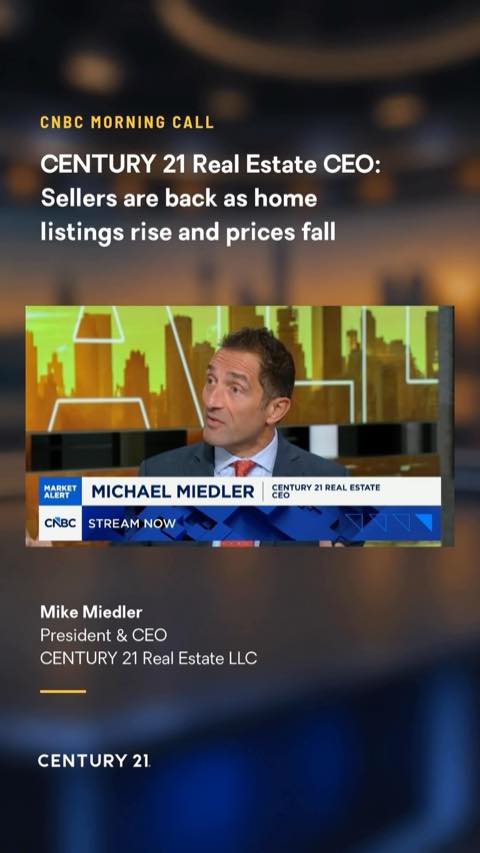 CNBC MORNING CALL
CENTURY 21 Real Estate CEO:
Sellers are back as home
listings rise and prices fall
MARKET
ALERT
MICHAEL MIEDLER
CENTURY 21 REAL ESTATE
CEO
CNBC
STREAM NOW
Mike Miedler
President & CEO
CENTURY 21 Real Estate LLC
CENTURY 21.